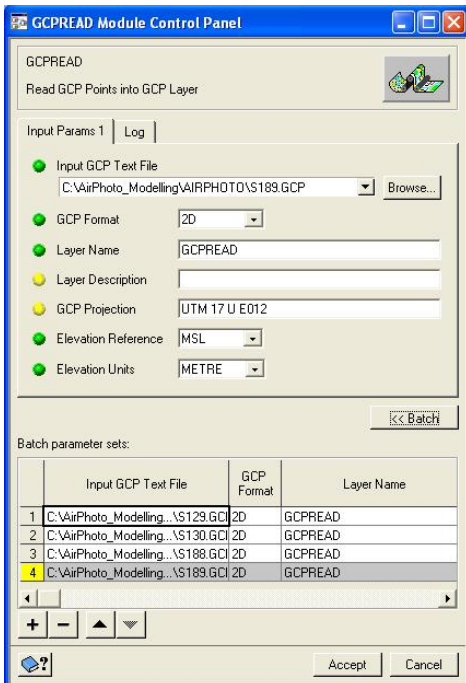 GCPREAD Module Control Panel
GCPREAD
Read GCP Points into GCP Layer
Input Params 1 Log
Input GCP Text File
C:\AirPhoto_Modelling\AIRPHOTO\S189.GCP Browse...
GCP Format 2D
Layer Name GCPREAD
Layer Description
GCP Projection UTM 17 U E012
Elevation Reference MSL
Elevation Units METRE
<< Batch
Batch parameter sets:
Input GCP Text File GCP Format Layer Name
1 C:\AirPhoto_Modelling...\S129.GCI 2D GCPREAD
2 C:\AirPhoto_Modelling...\S130.GCI 2D GCPREAD
3 C:\AirPhoto_Modelling...\S188.GCI 2D GCPREAD
4 C:\AirPhoto_Modelling...\S189.GCI 2D GCPREAD
+ −
? Accept Cancel